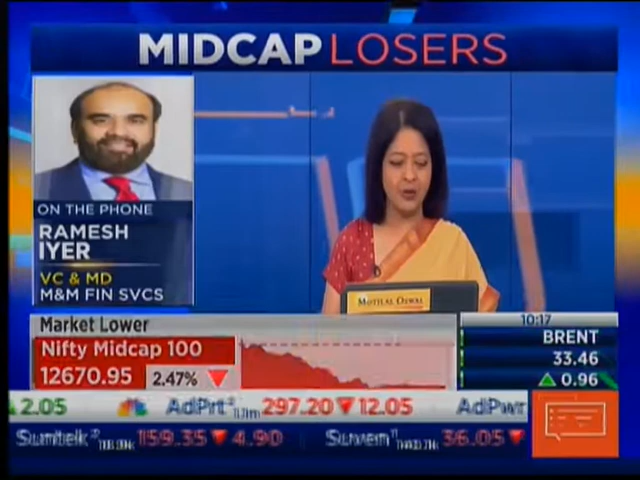 MIDCAP LOSERS
ON THE PHONE
RAMESH
IYER
VC & MD
M&M FIN SVCS
MOTILAL OSWAL
Market Lower
Nifty Midcap 100
12670.95 2.47%
10:17
BRENT
33.46
0.96
2.05 AdPrt 297.20 12.05 AdPwr
159.35 4.90 Suven 36.05